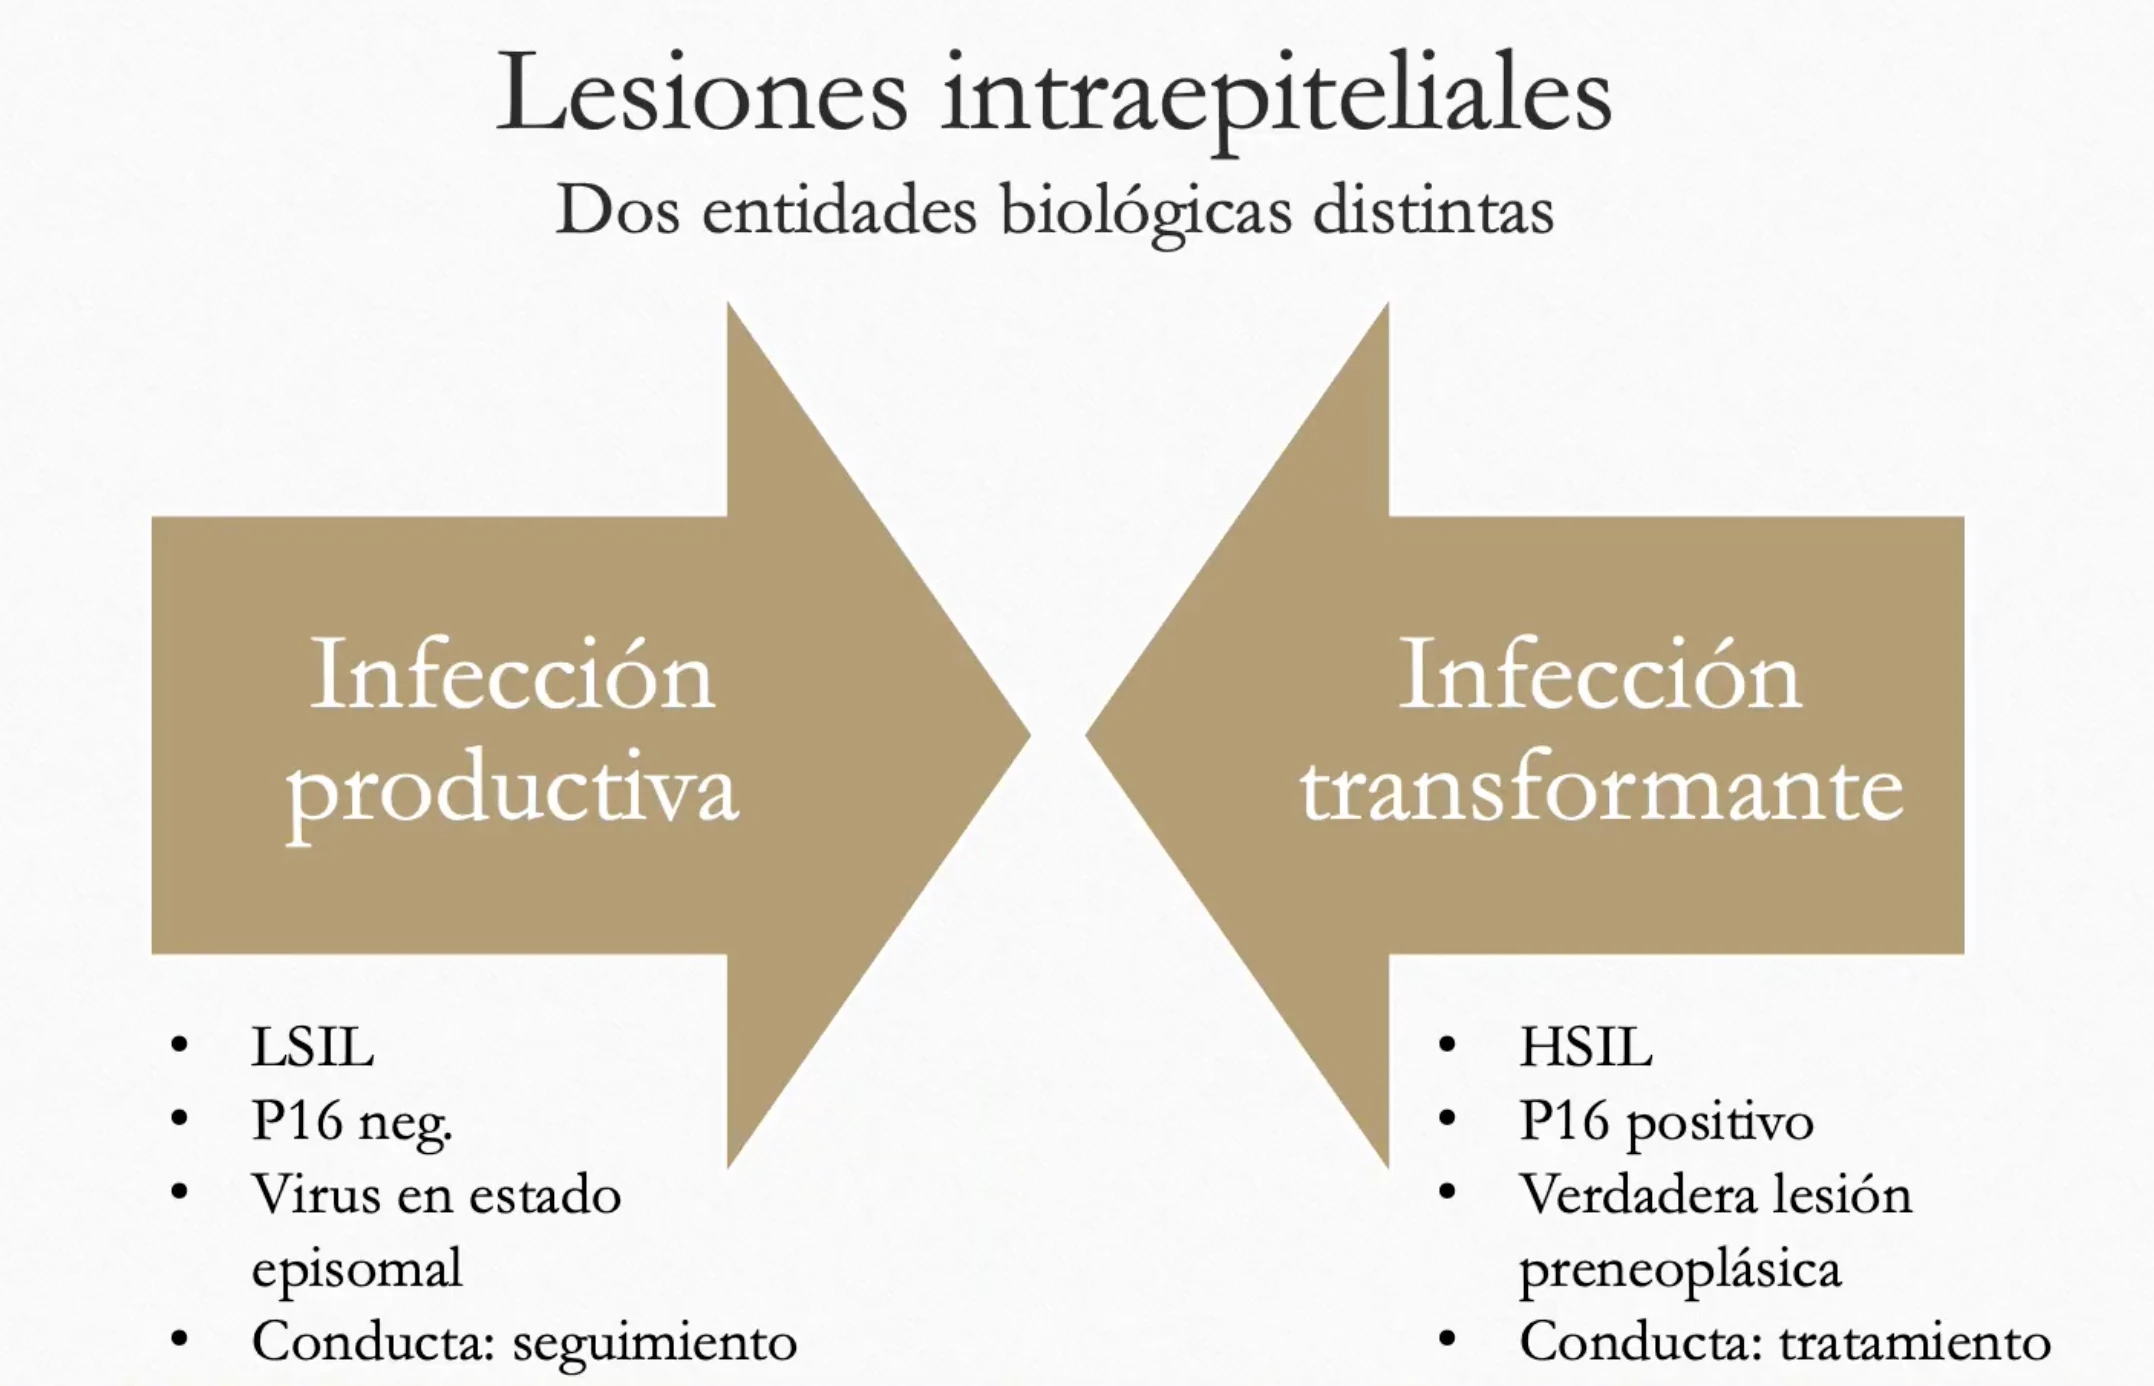 Lesiones intraepiteliales
Dos entidades biológicas distintas
Infección
productiva
Infección
transformante
• LSIL
• P16 neg.
• Virus en estado
episomal
• Conducta: seguimiento
• HSIL
• P16 positivo
• Verdadera lesión
preneoplásica
• Conducta: tratamiento